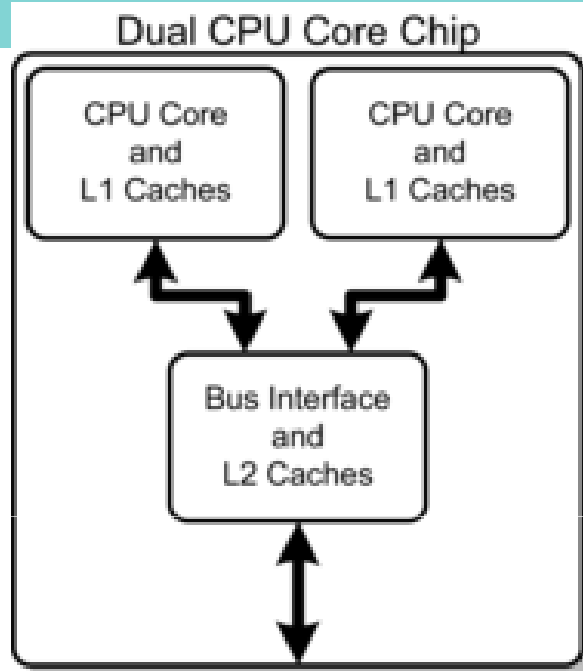 Dual CPU Core Chip
CPU Core
and
L1 Caches
CPU Core
and
L1 Caches
Bus Interface
and
L2 Caches